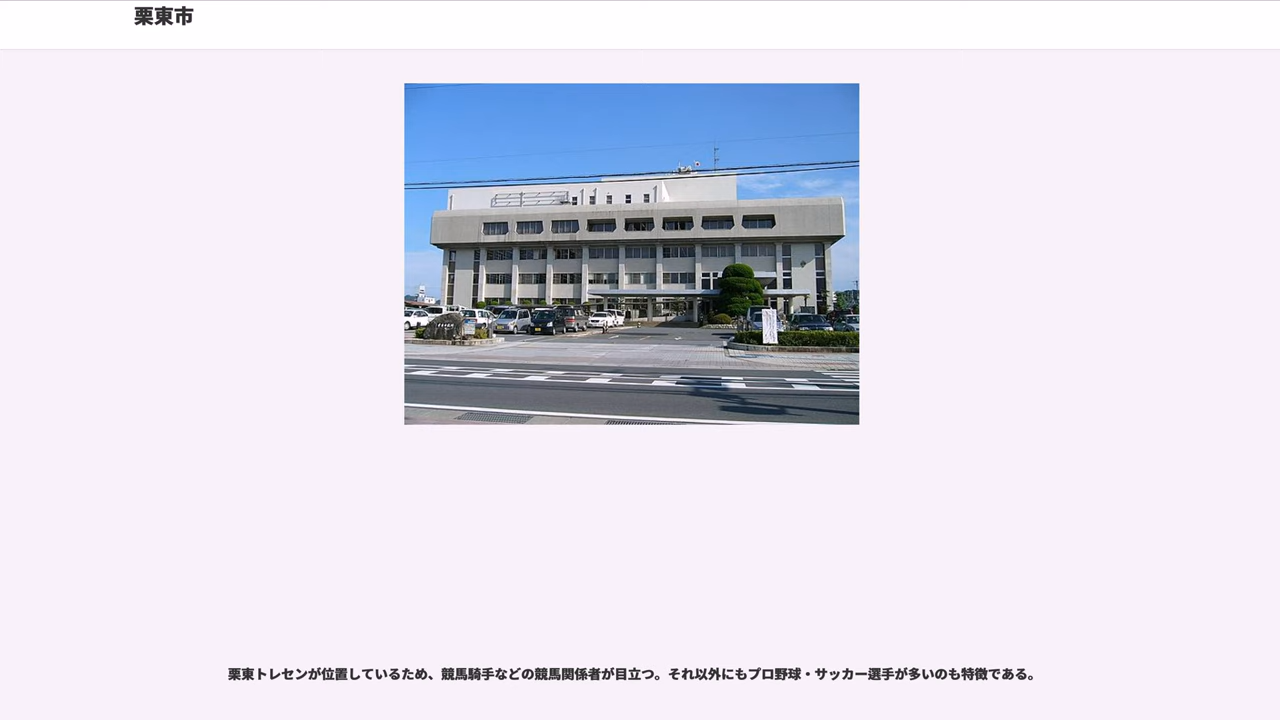 栗東市
栗東トレセンが位置しているため、競馬騎手などの競馬関係者が目立つ。それ以外にもプロ野球・サッカー選手が多いのも特徴である。